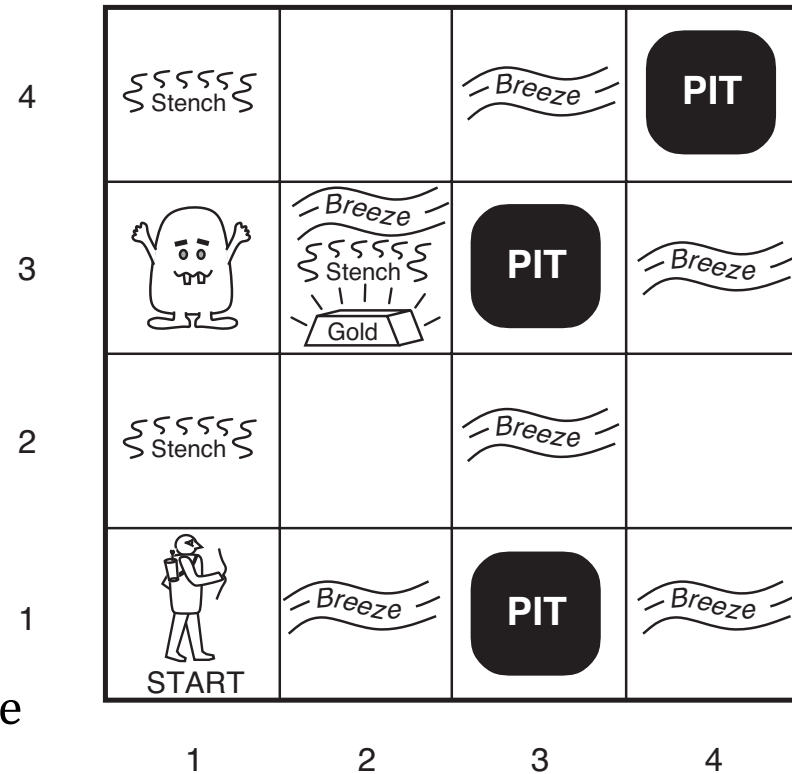 4 Stench Breeze PIT
Breeze
3 Stench PIT Breeze
Gold
2 Stench Breeze
1 Breeze PIT Breeze
START
e
1 2 3 4